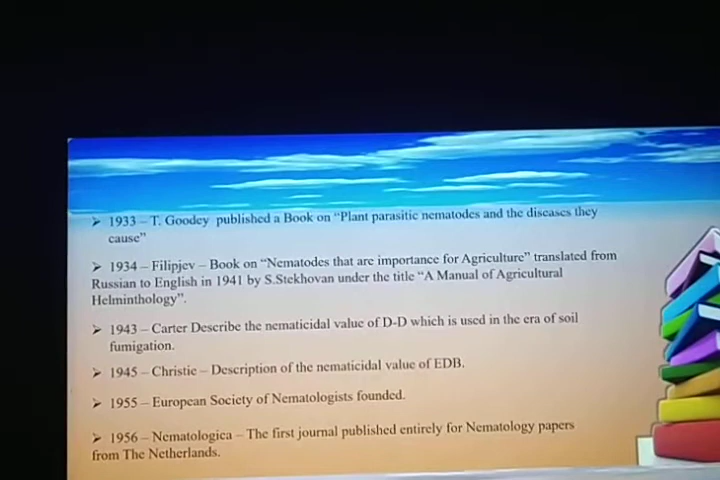 ➢ 1933 – T. Goodey published a Book on “Plant parasitic nematodes and the diseases they
cause”
➢ 1934 – Filipjev – Book on “Nematodes that are importance for Agriculture” translated from
Russian to English in 1941 by S.Stekhovan under the title “A Manual of Agricultural
Helminthology”.
➢ 1943 – Carter Describe the nematicidal value of D-D which is used in the era of soil
fumigation.
➢ 1945 – Christie – Description of the nematicidal value of EDB.
➢ 1955 – European Society of Nematologists founded.
➢ 1956 – Nematologica – The first journal published entirely for Nematology papers
from The Netherlands.